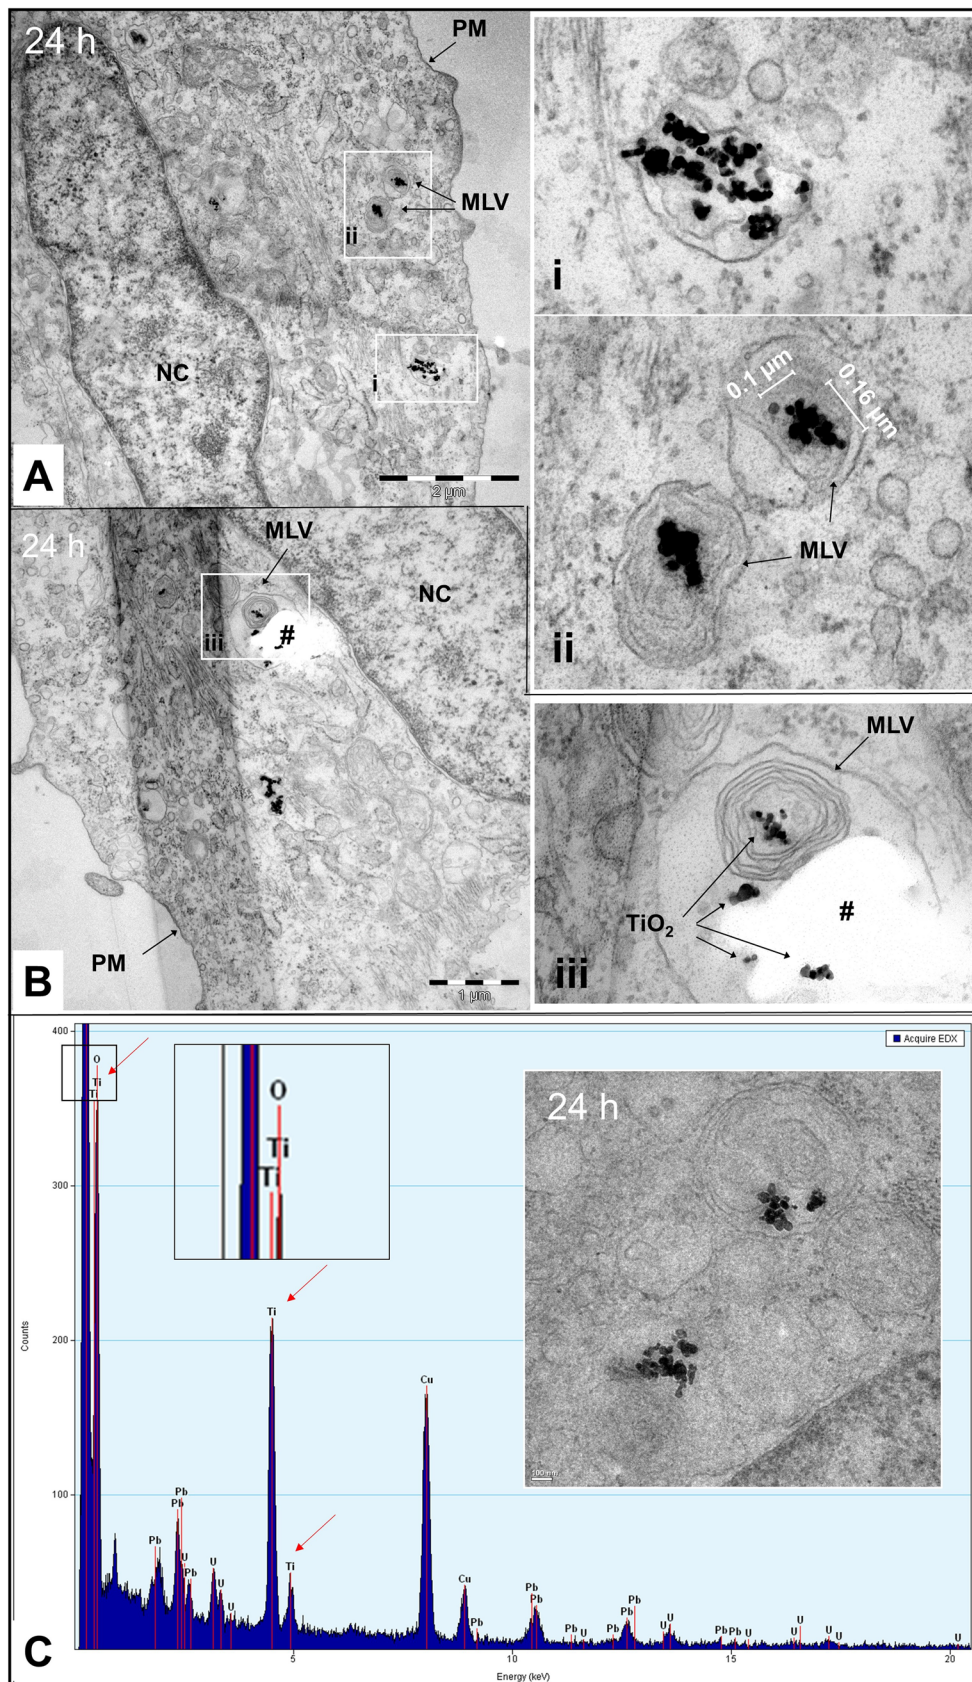 24 h
PM
MLV
ii
i
NC
A
2 µm
i
0.1 µm
0.16 µm
MLV
ii
24 h
MLV
NC
iii
#
PM
B
1 µm
MLV
#
TiO₂
iii
400
300
200
100
Counts
Acquire EDX
O
Ti
Ti
O
Ti
Ti
24 h
100 nm
Ti
Cu
Pb
Pb
Pb
U
Pb
U
U
U
Ti
Cu
Pb
Pb
Pb
Pb
U
Pb
Pb
Pb
U
U
Pb
Pb
U
U
U
U
U
U
C
5
10
15
20
Energy (keV)